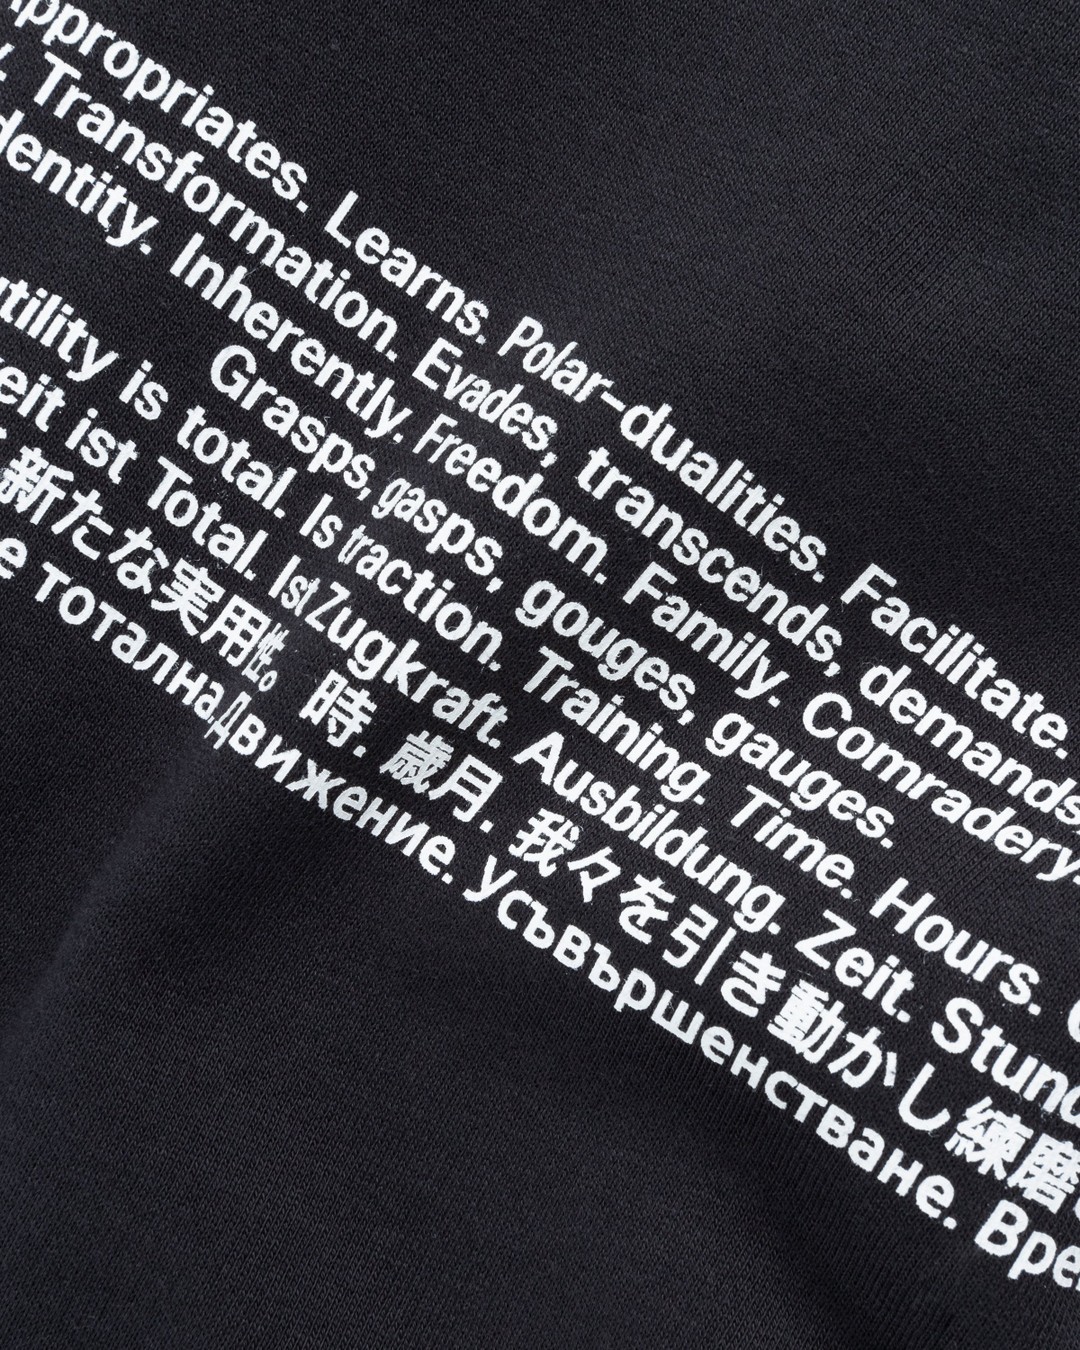 Appropriates. Learns. Polar-dualities. Facilitate.
. Transformation. Evades, transcends, demands,
dentity. Inherently. Freedom. Family. Comradery.
Grasps, gasps, gouges, gauges.
utility is total. Is traction. Training. Time. Hours.
eit ist Total. Ist Zugkraft. Ausbildung. Zeit. Stund
新たな実用性。 時. 歳月. 我々を引き動かし練磨
е тотална движение. усъвършенстване. Вре